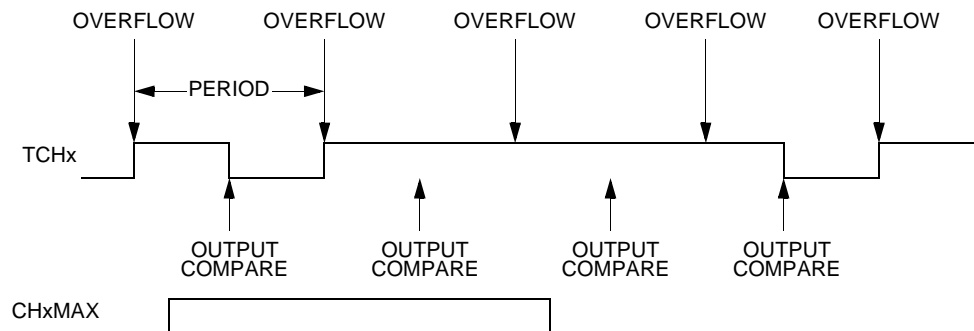 OVERFLOW OVERFLOW OVERFLOW OVERFLOW OVERFLOW
PERIOD
TCHx
OUTPUT OUTPUT OUTPUT OUTPUT
COMPARE COMPARE COMPARE COMPARE
CHxMAX